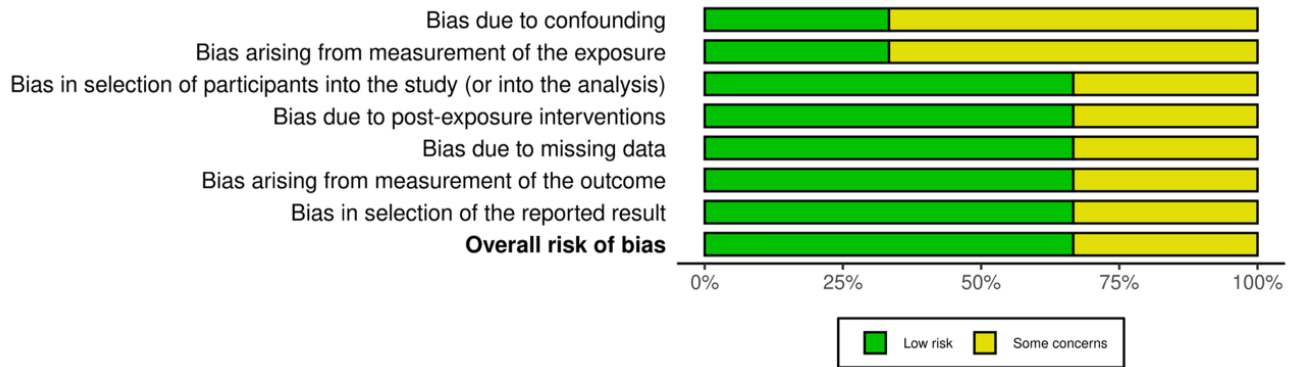 Bias due to confounding
Bias arising from measurement of the exposure
Bias in selection of participants into the study (or into the analysis)
Bias due to post-exposure interventions
Bias due to missing data
Bias arising from measurement of the outcome
Bias in selection of the reported result
Overall risk of bias
0% 25% 50% 75% 100%
Low risk Some concerns